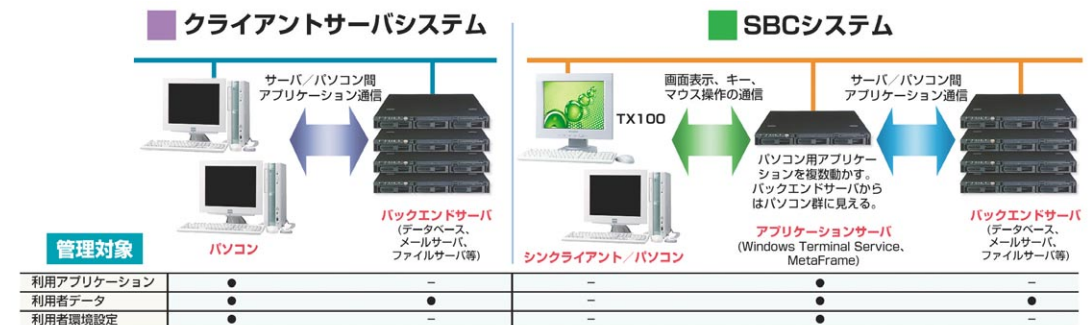 クライアントサーバシステム
サーバ／パソコン間
アプリケーション通信
パソコン
バックエンドサーバ
(データベース、
メールサーバ、
ファイルサーバ等)
SBCシステム
画面表示、キー、
マウス操作の通信
TX100
サーバ／パソコン間
アプリケーション通信
パソコン用アプリケー
ションを複数動かす。
バックエンドサーバから
はパソコン群に見える。
シンクライアント／パソコン
アプリケーションサーバ
(Windows Terminal Service、
MetaFrame)
バックエンドサーバ
(データベース、
メールサーバ、
ファイルサーバ等)
管理対象
利用アプリケーション ● － － ● －
利用者データ ● ● － ● ●
利用者環境設定 ● － － ● －